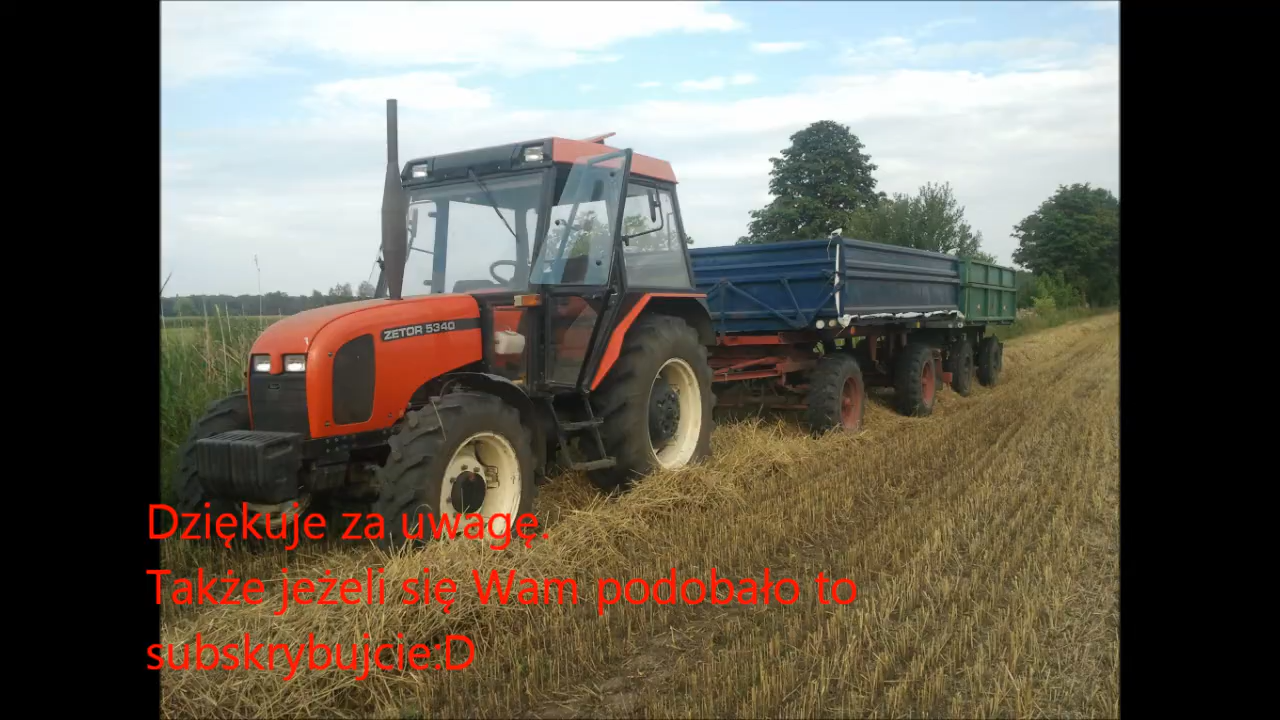 ZETOR 5340
Dziękuje za uwagę.
Także jeżeli się Wam podobało to
subskrybujcie:D